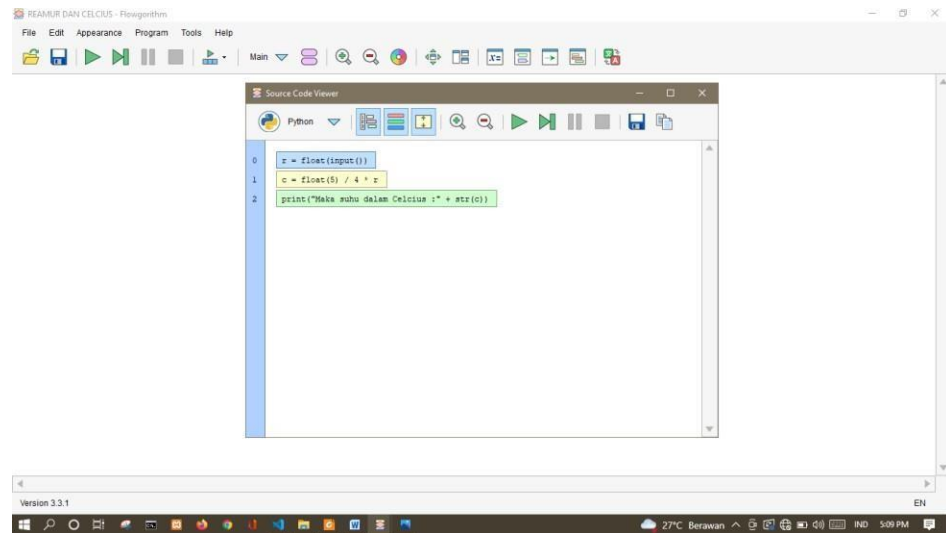 REAMUR DAN CELCIUS - Flowgorithm
File Edit Appearance Program Tools Help
Main
x=
Source Code Viewer
Python
0 r = float(input())
1 c = float(5) / 4 * r
2 print("Maka suhu dalam Celcius :" + str(c))
Version 3.3.1 EN
W 27°C Berawan IND 5:09 PM